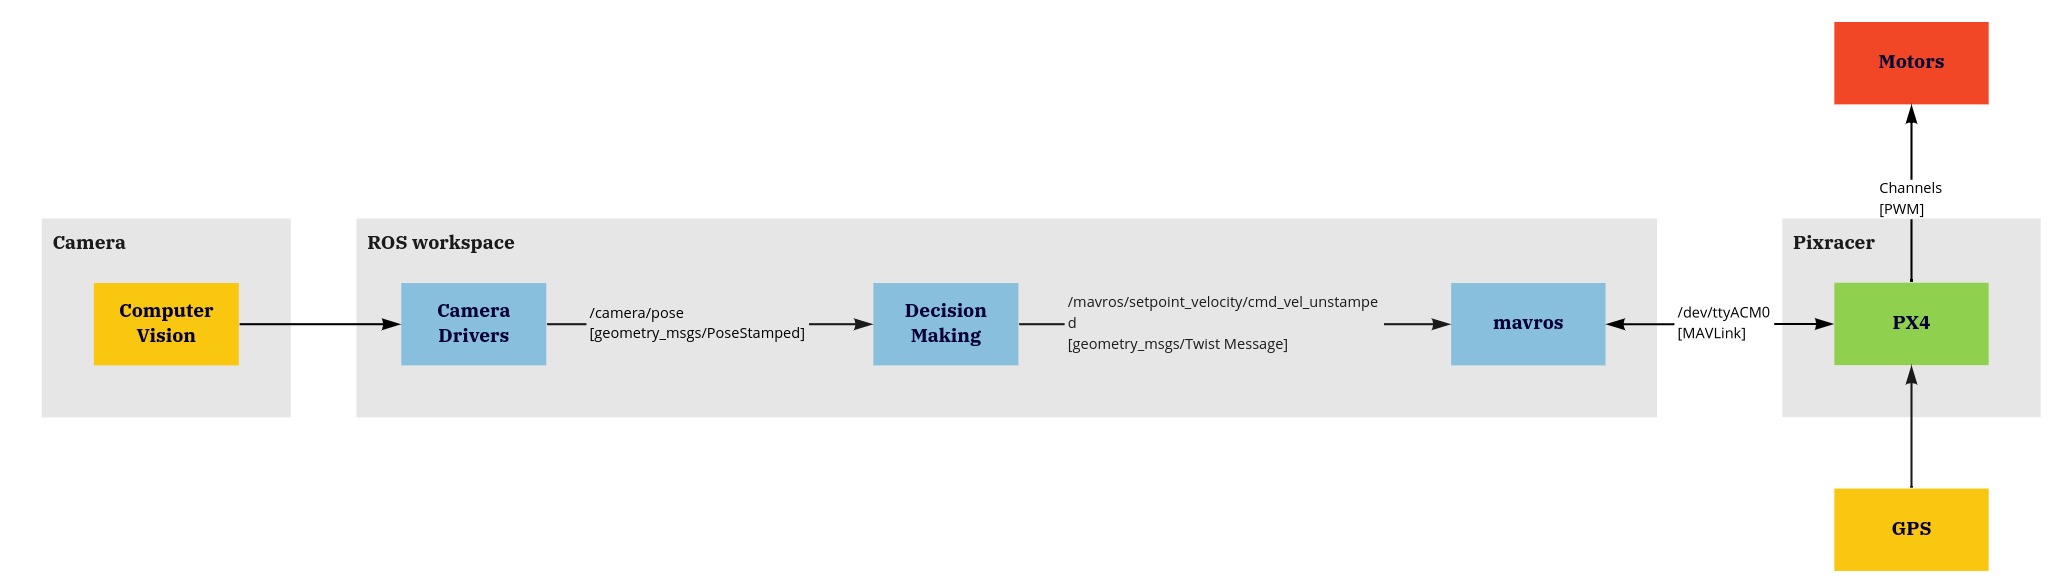 Motors
Channels
[PWM]
Camera
ROS workspace
Pixracer
Computer
Vision
Camera
Drivers
/camera/pose
[geometry_msgs/PoseStamped]
Decision
Making
/mavros/setpoint_velocity/cmd_vel_unstampe
d
[geometry_msgs/Twist Message]
mavros
/dev/ttyACM0
[MAVLink]
PX4
GPS